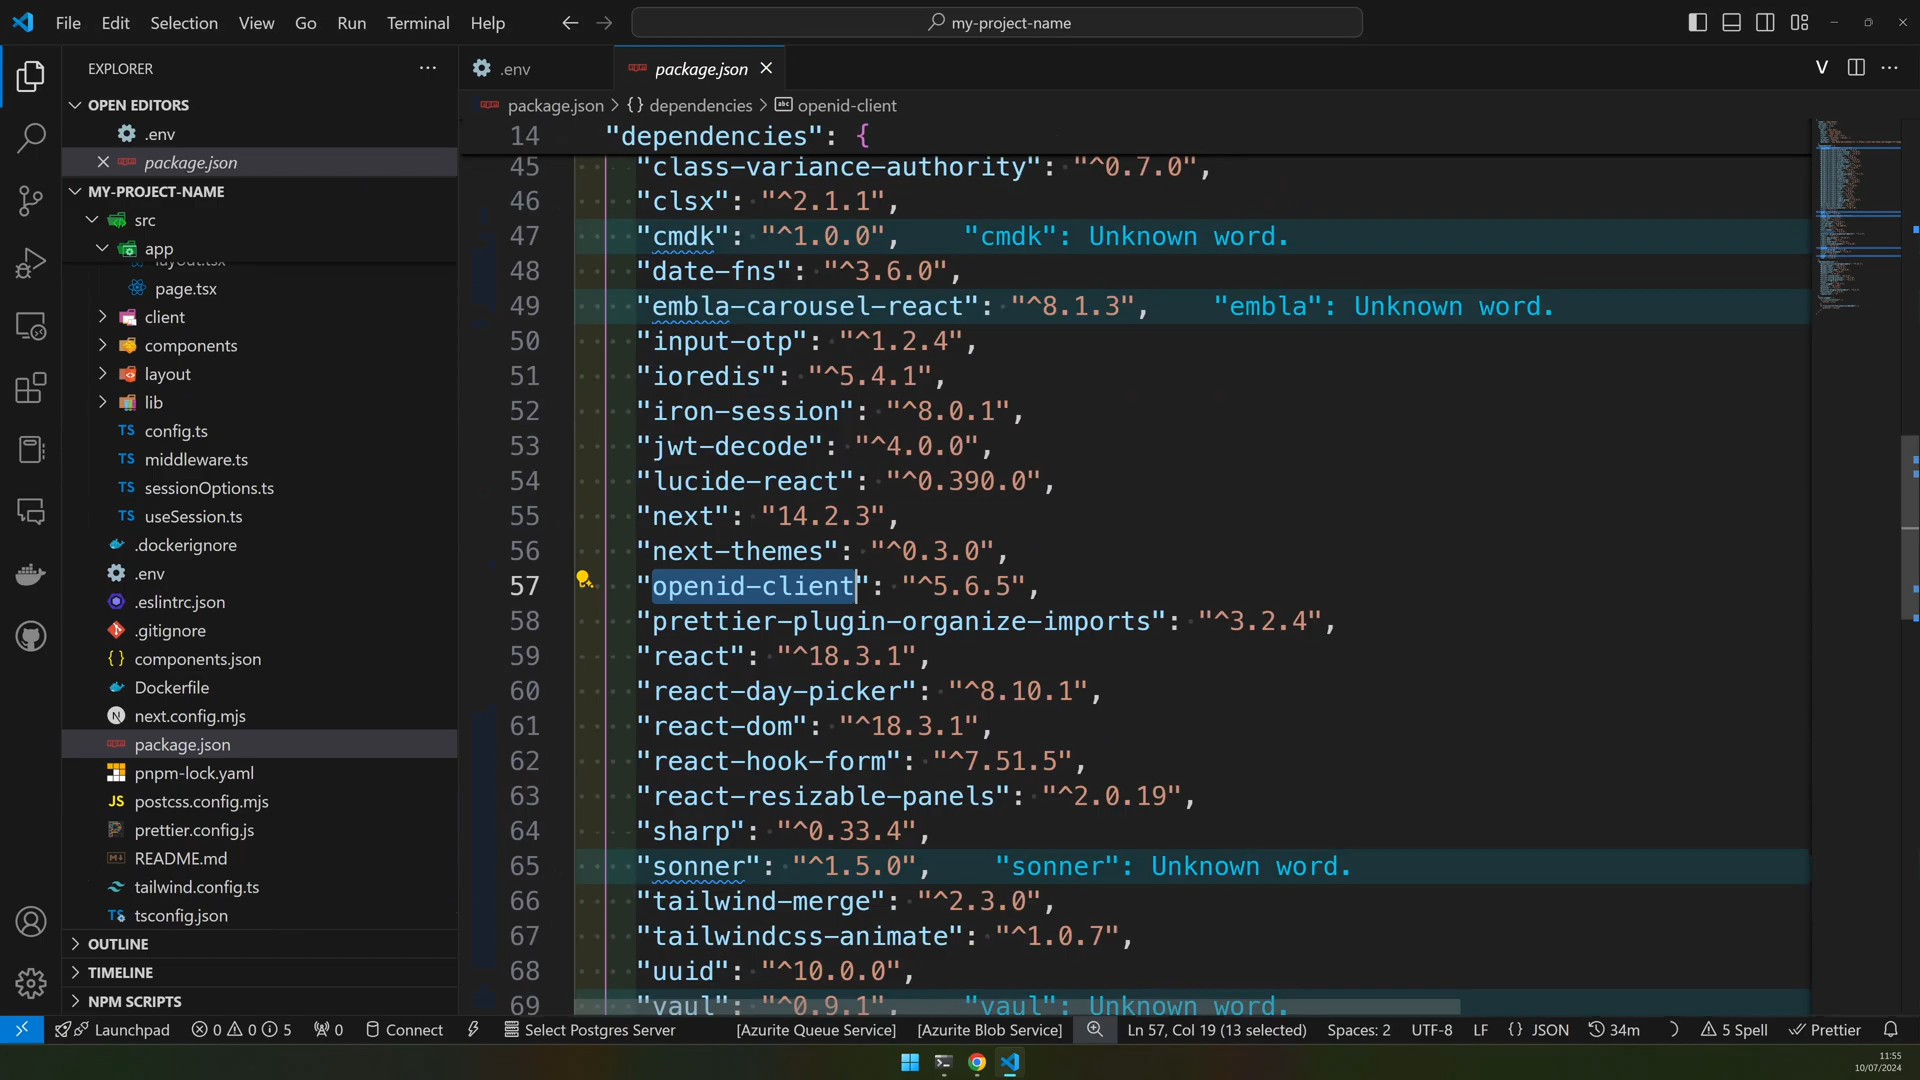 File Edit Selection View Go Run Terminal Help
my-project-name
EXPLORER
OPEN EDITORS
.env
package.json
MY-PROJECT-NAME
src
app
layout.tsx
page.tsx
client
components
layout
lib
TS config.ts
TS middleware.ts
TS sessionOptions.ts
TS useSession.ts
.dockerignore
.env
.eslintrc.json
.gitignore
components.json
Dockerfile
next.config.mjs
package.json
pnpm-lock.yaml
JS postcss.config.mjs
prettier.config.js
README.md
tailwind.config.ts
tsconfig.json
OUTLINE
TIMELINE
NPM SCRIPTS
.env
package.json
V
package.json > {} dependencies > openid-client
14 "dependencies": {
45 "class-variance-authority": "^0.7.0",
46 "clsx": "^2.1.1",
47 "cmdk": "^1.0.0", "cmdk": Unknown word.
48 "date-fns": "^3.6.0",
49 "embla-carousel-react": "^8.1.3", "embla": Unknown word.
50 "input-otp": "^1.2.4",
51 "ioredis": "^5.4.1",
52 "iron-session": "^8.0.1",
53 "jwt-decode": "^4.0.0",
54 "lucide-react": "^0.390.0",
55 "next": "14.2.3",
56 "next-themes": "^0.3.0",
57 "openid-client": "^5.6.5",
58 "prettier-plugin-organize-imports": "^3.2.4",
59 "react": "^18.3.1",
60 "react-day-picker": "^8.10.1",
61 "react-dom": "^18.3.1",
62 "react-hook-form": "^7.51.5",
63 "react-resizable-panels": "^2.0.19",
64 "sharp": "^0.33.4",
65 "sonner": "^1.5.0", "sonner": Unknown word.
66 "tailwind-merge": "^2.3.0",
67 "tailwindcss-animate": "^1.0.7",
68 "uuid": "^10.0.0",
69 "vaul": "^0.9.1", "vaul": Unknown word.
Launchpad 0 0 5 0 Connect Select Postgres Server [Azurite Queue Service] [Azurite Blob Service] Ln 57, Col 19 (13 selected) Spaces: 2 UTF-8 LF {} JSON 34m 5 Spell Prettier
11:55
10/07/2024